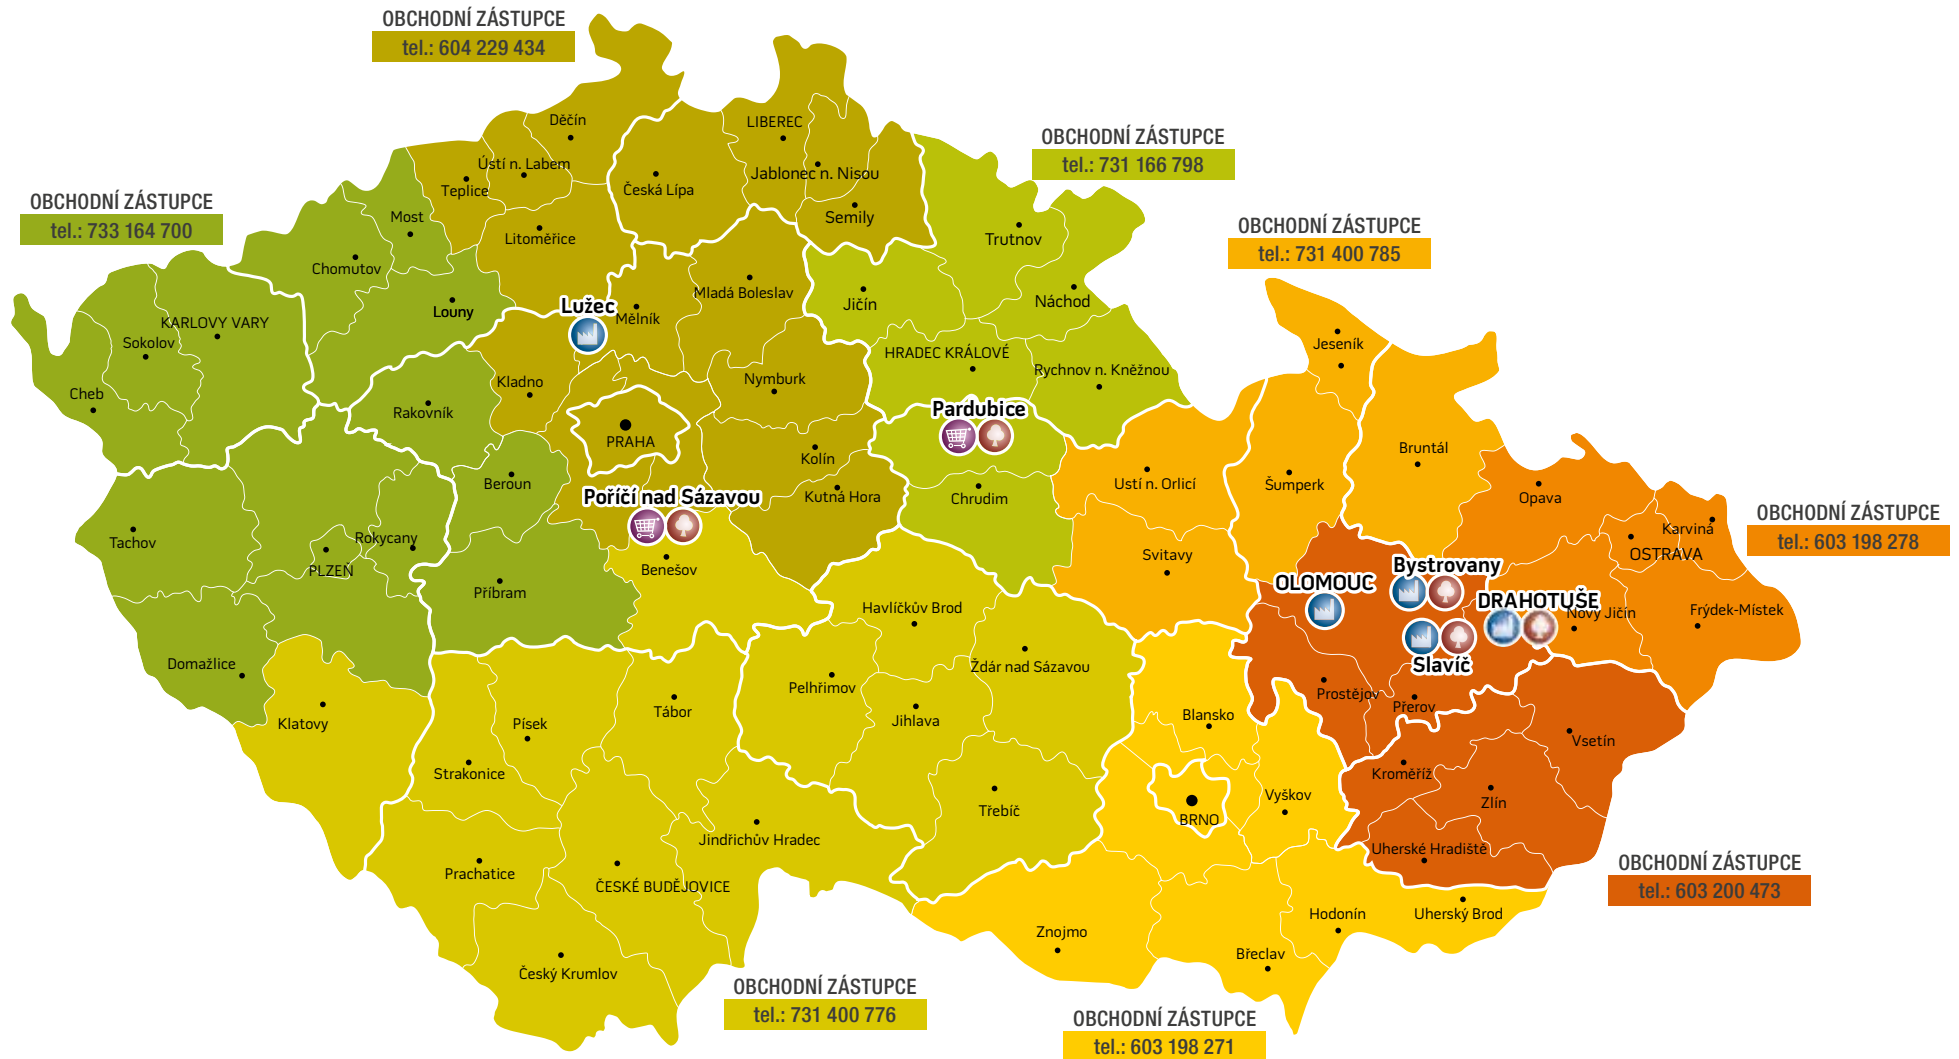 OBCHODNÍ ZÁSTUPCE
tel.: 604 229 434
OBCHODNÍ ZÁSTUPCE
tel.: 731 166 798
OBCHODNÍ ZÁSTUPCE
tel.: 733 164 700
OBCHODNÍ ZÁSTUPCE
tel.: 731 400 785
OBCHODNÍ ZÁSTUPCE
tel.: 603 198 278
OBCHODNÍ ZÁSTUPCE
tel.: 603 200 473
OBCHODNÍ ZÁSTUPCE
tel.: 731 400 776
OBCHODNÍ ZÁSTUPCE
tel.: 603 198 271
Děčín
LIBEREC
Ústí n. Labem
Teplice
Česká Lípa
Jablonec n. Nisou
Most
Semily
Litoměřice
Trutnov
Chomutov
Mladá Boleslav
Jičín
Náchod
Louny
Lužec
Mělník
KARLOVY VARY
Sokolov
Jeseník
HRADEC KRÁLOVÉ
Rychnov n. Kněžnou
Kladno
Nymburk
Cheb
Rakovník
Pardubice
PRAHA
Kolín
Bruntál
Beroun
Poříčí nad Sázavou
Kutná Hora
Chrudim
Ustí n. Orlicí
Šumperk
Opava
Karviná
Tachov
Rokycany
OSTRAVA
Svitavy
PLZEŇ
Benešov
Bystrovany
OLOMOUC
Příbram
DRAHOTUŠE
Havlíčkův Brod
Nový Jičín
Frýdek-Místek
Domažlice
Slavíč
Ždár nad Sázavou
Pelhřimov
Prostějov
Přerov
Klatovy
Písek
Tábor
Jihlava
Blansko
Vsetín
Strakonice
Kroměříž
Třebíč
Vyškov
Zlín
BRNO
Jindřichův Hradec
Uherské Hradiště
Prachatice
ČESKÉ BUDĚJOVICE
Hodonín
Uherský Brod
Znojmo
Břeclav
Český Krumlov